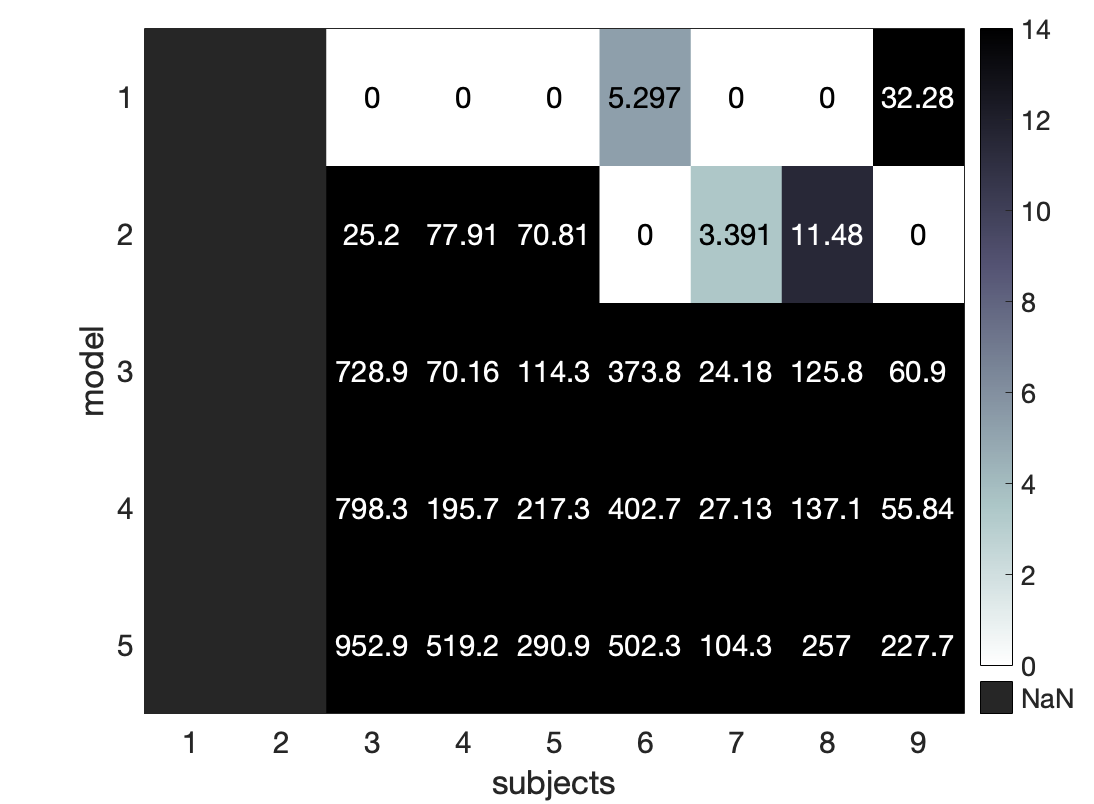 14
1 0 0 0 5.297 0 0 32.28
12
10
2 25.2 77.91 70.81 0 3.391 11.48 0
8
model
3 728.9 70.16 114.3 373.8 24.18 125.8 60.9
6
4
4 798.3 195.7 217.3 402.7 27.13 137.1 55.84
2
5 952.9 519.2 290.9 502.3 104.3 257 227.7
0
NaN
1 2 3 4 5 6 7 8 9
subjects